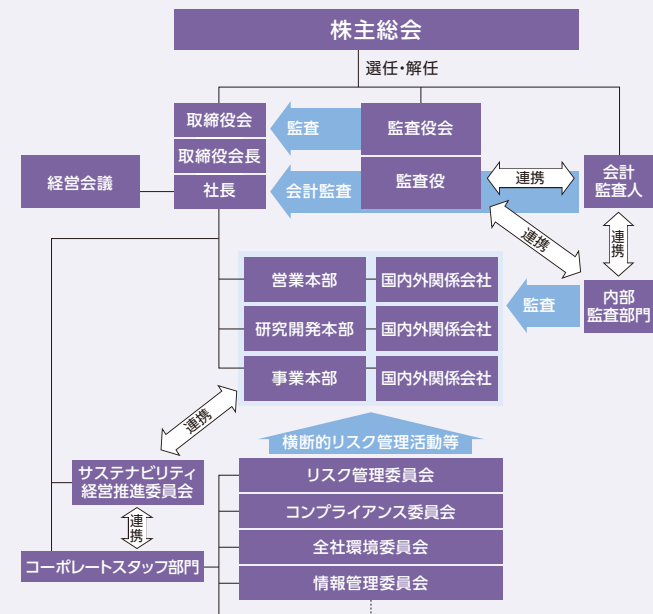 株主総会
選任・解任
取締役会
監査
監査役会
取締役会長
経営会議
社長
会計監査
監査役
連携
会計
監査人
連携
連携
営業本部
国内外関係会社
監査
内部
監査部門
研究開発本部
国内外関係会社
事業本部
国内外関係会社
連携
横断的リスク管理活動等
サステナビリティ
経営推進委員会
リスク管理委員会
コンプライアンス委員会
連携
全社環境委員会
コーポレートスタッフ部門
情報管理委員会